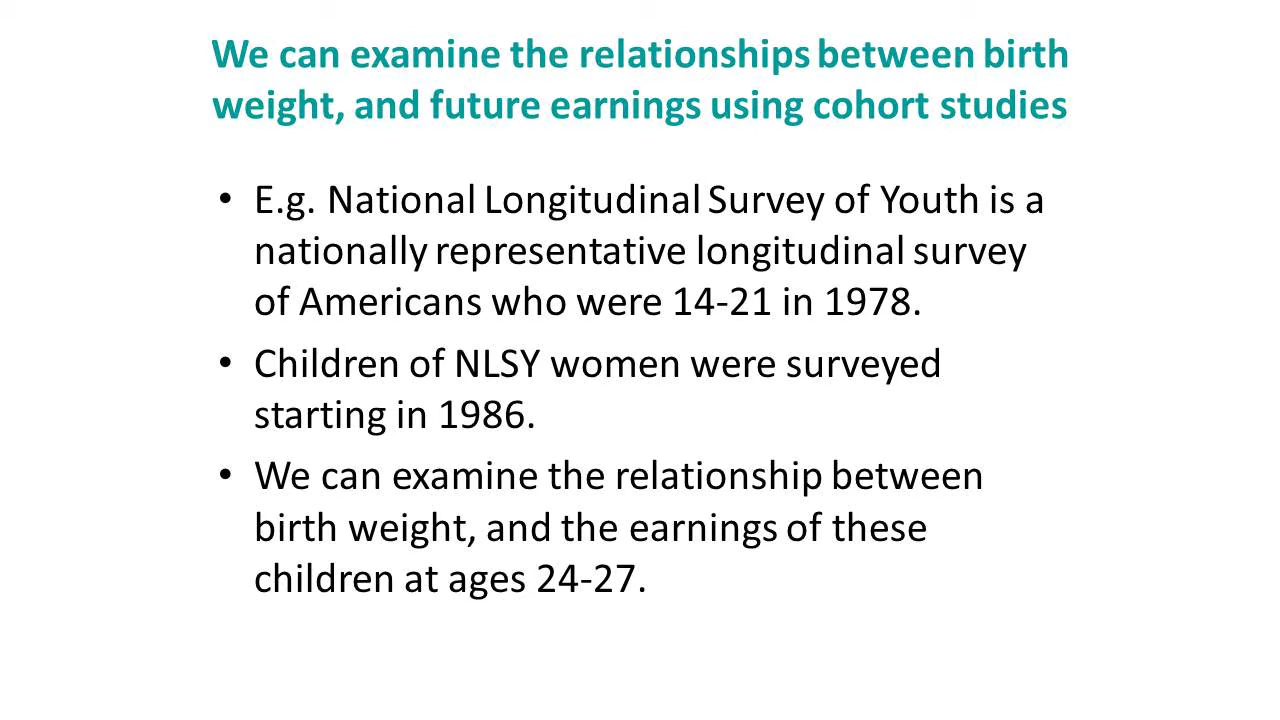 We can examine the relationships between birth
weight, and future earnings using cohort studies
• E.g. National Longitudinal Survey of Youth is a
nationally representative longitudinal survey
of Americans who were 14-21 in 1978.
• Children of NLSY women were surveyed
starting in 1986.
• We can examine the relationship between
birth weight, and the earnings of these
children at ages 24-27.